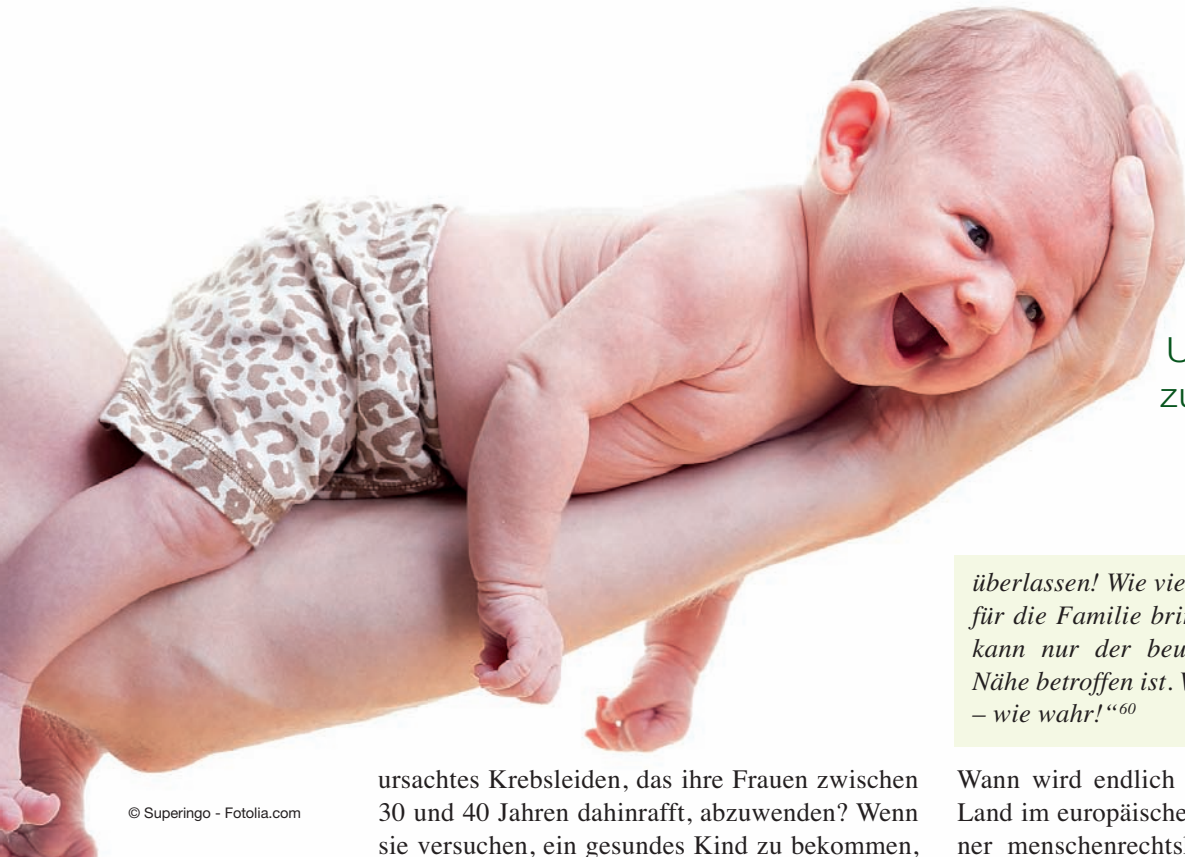 überlassen! Wie vie
für die Familie brin
kann nur der beu
Nähe betroffen ist. V
– wie wahr!“60
© Superingo - Fotolia.com
ursachtes Krebsleiden, das ihre Frauen zwischen
30 und 40 Jahren dahinrafft, abzuwenden? Wenn
sie versuchen, ein gesundes Kind zu bekommen,
Wann wird endlich
Land im europäische
ner menschenrechts